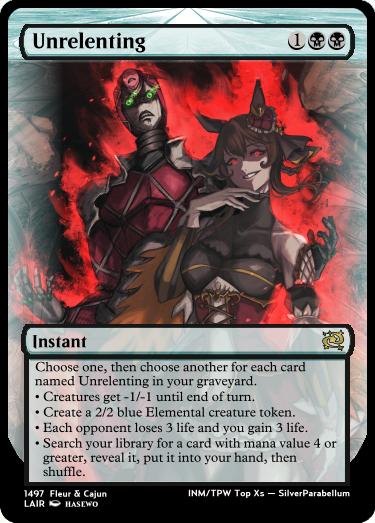 Unrelenting 1
Instant
Choose one, then choose another for each card
named Unrelenting in your graveyard.
• Creatures get -1/-1 until end of turn.
• Create a 2/2 blue Elemental creature token.
• Each opponent loses 3 life and you gain 3 life.
• Search your library for a card with mana value 4 or
greater, reveal it, put it into your hand, then
shuffle.
1497 Fleur & Cajun
LAIR HASEWO
INM/TPW Top Xs — SilverParabellum